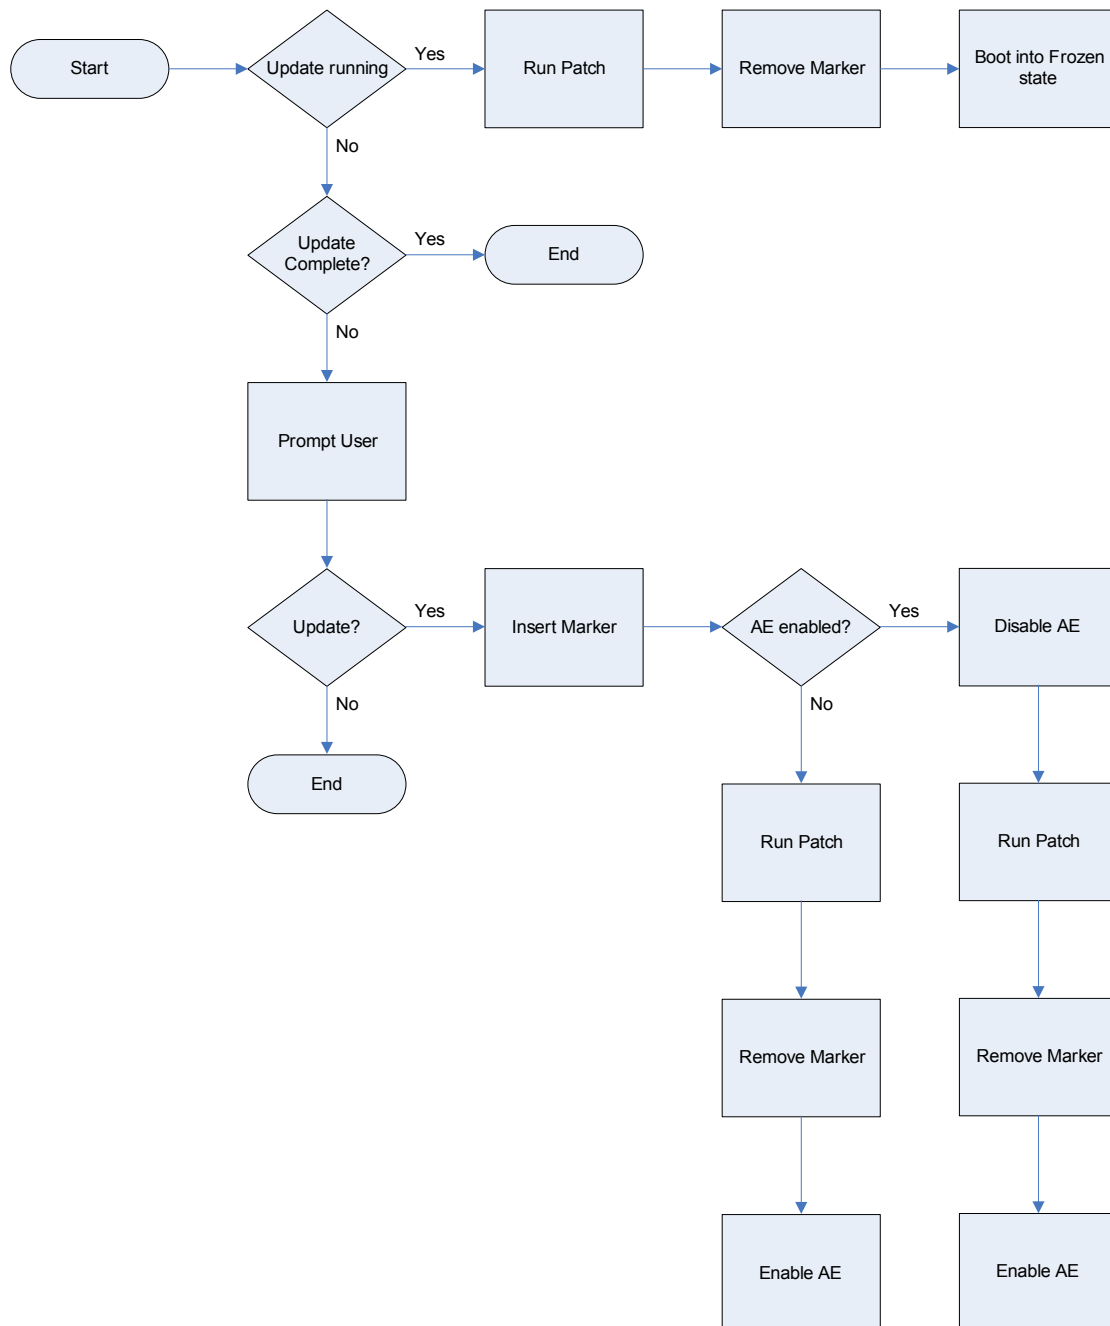 Start
Update running
Yes
Run Patch
Remove Marker
Boot into Frozen
state
No
Update
Complete?
Yes
End
No
Prompt User
Update?
Yes
Insert Marker
AE enabled?
Yes
Disable AE
No
No
End
Run Patch
Run Patch
Remove Marker
Remove Marker
Enable AE
Enable AE